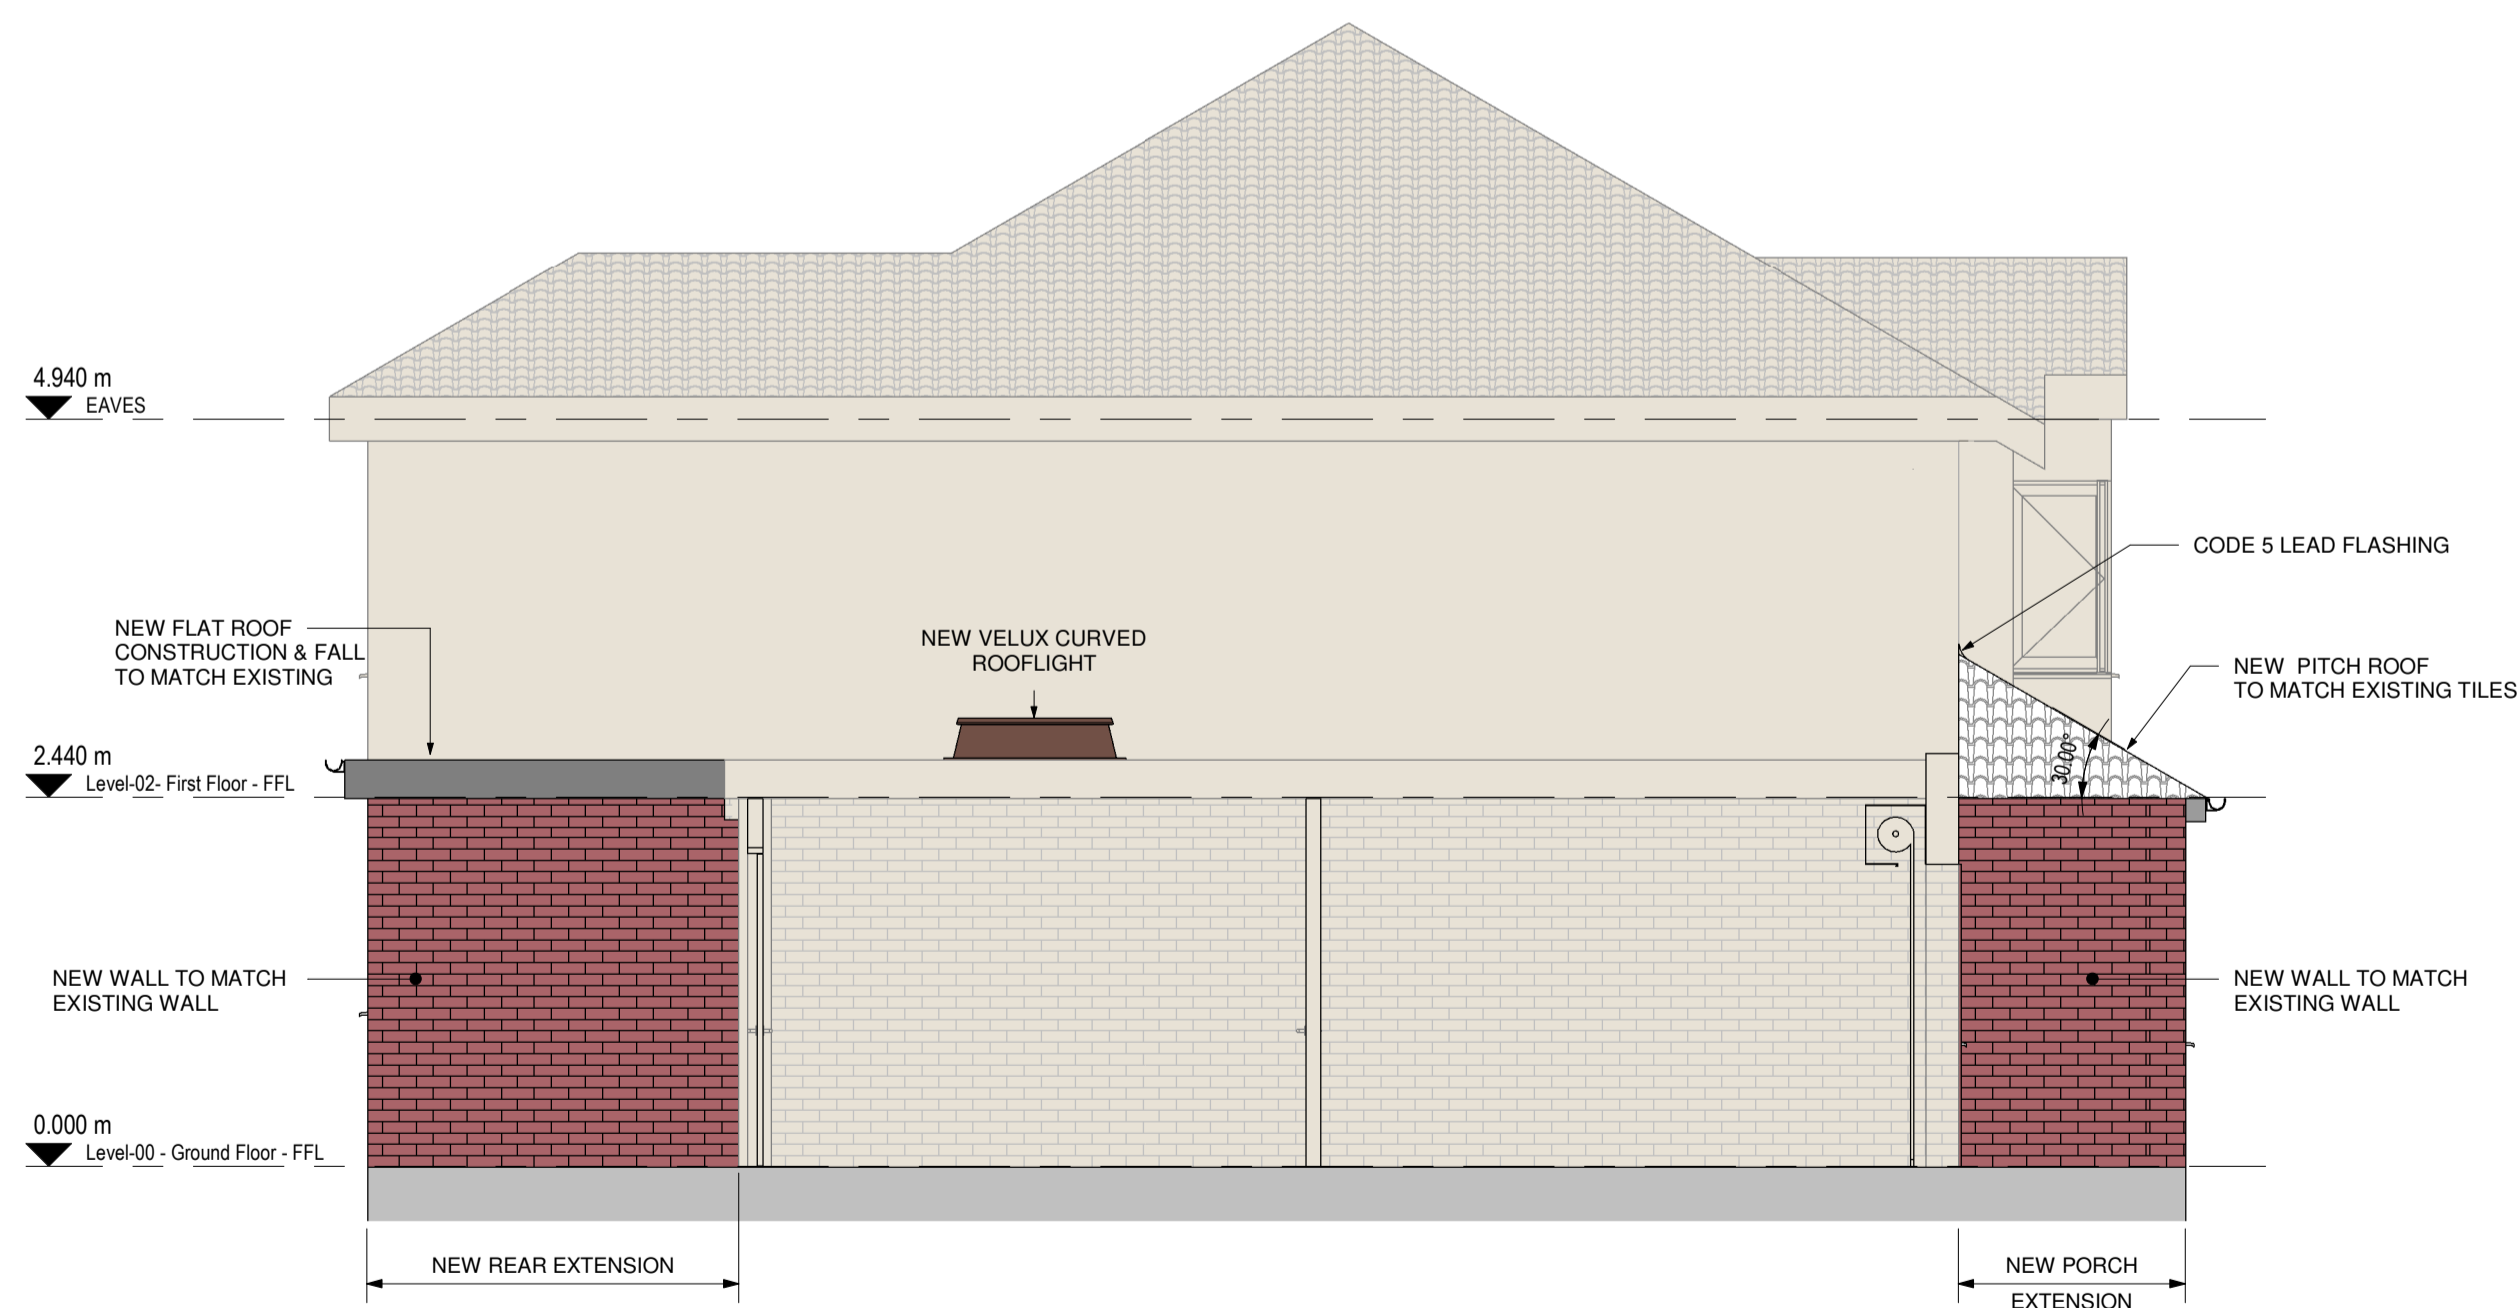 4.940 m
EAVES
CODE 5 LEAD FLASHING
NEW FLAT ROOF
CONSTRUCTION & FALL
TO MATCH EXISTING
NEW VELUX CURVED
ROOFLIGHT
NEW PITCH ROOF
TO MATCH EXISTING TILES
30.00°
2.440 m
Level-02- First Floor - FFL
NEW WALL TO MATCH
EXISTING WALL
NEW WALL TO MATCH
EXISTING WALL
0.000 m
Level-00 - Ground Floor - FFL
NEW REAR EXTENSION
NEW PORCH
EXTENSION